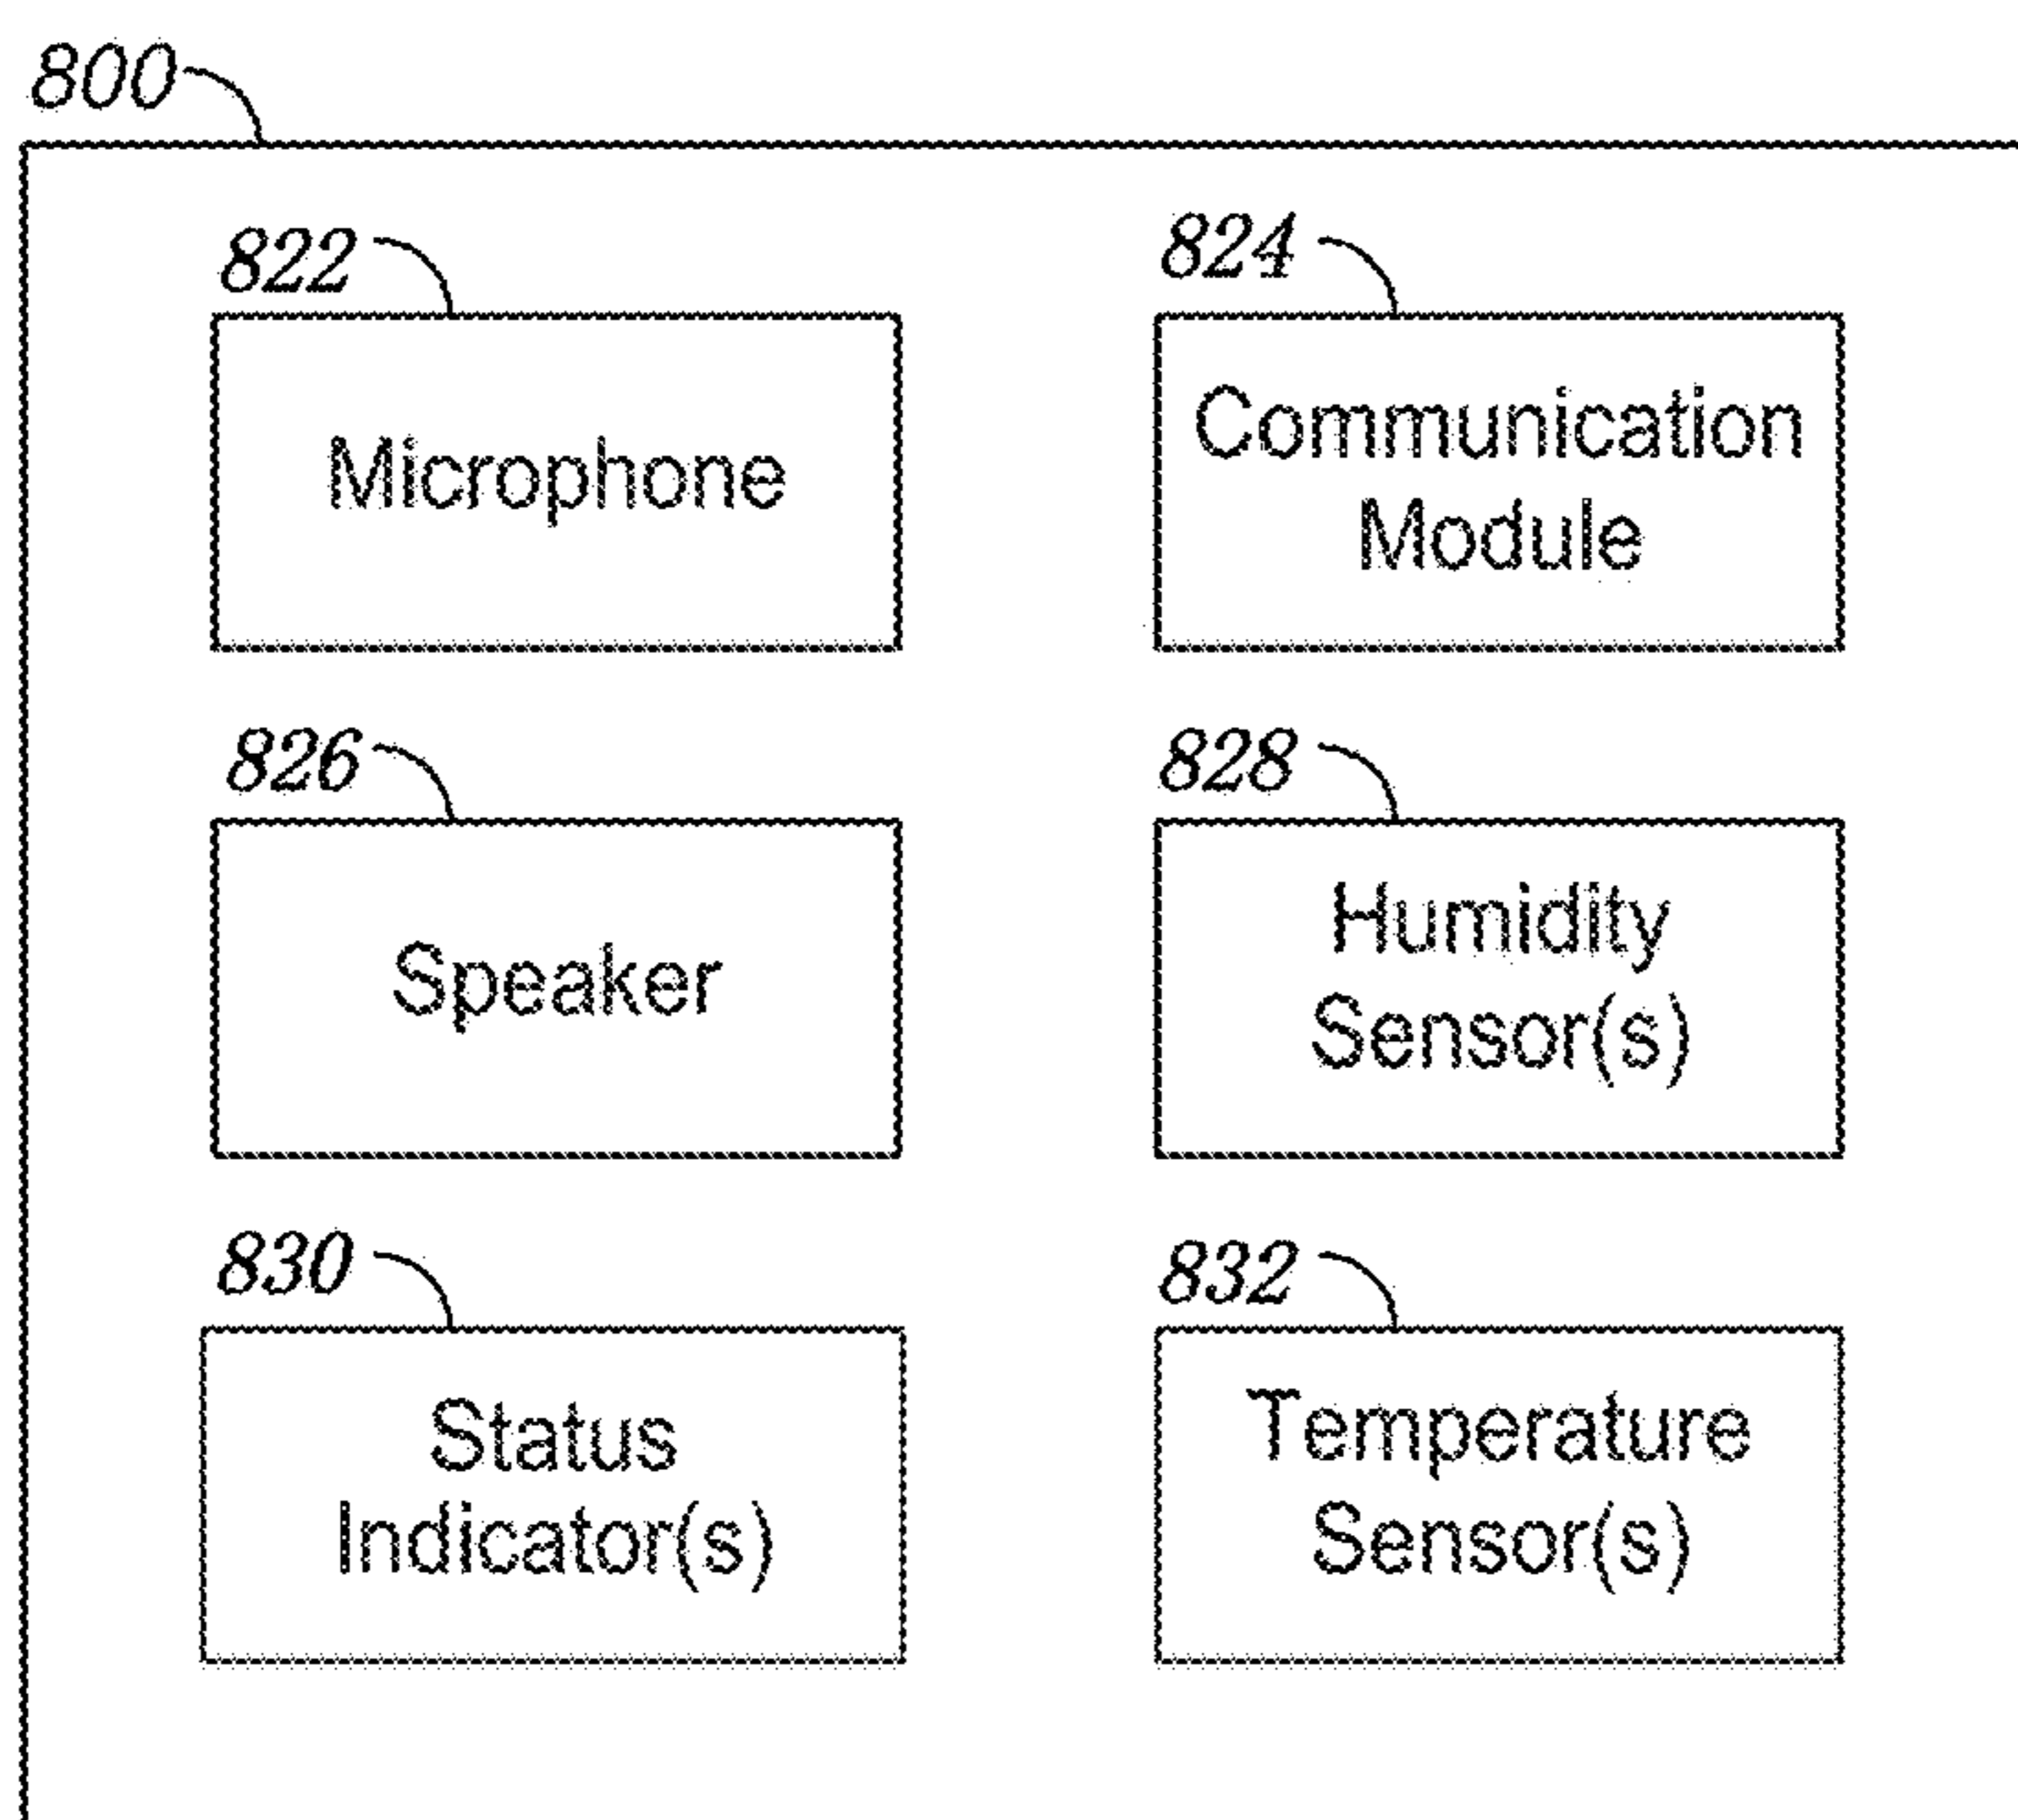 800
822
Microphone
824
Communication
Module
826
Speaker
828
Humidity
Sensor(s)
830
Status
Indicator(s)
832
Temperature
Sensor(s)